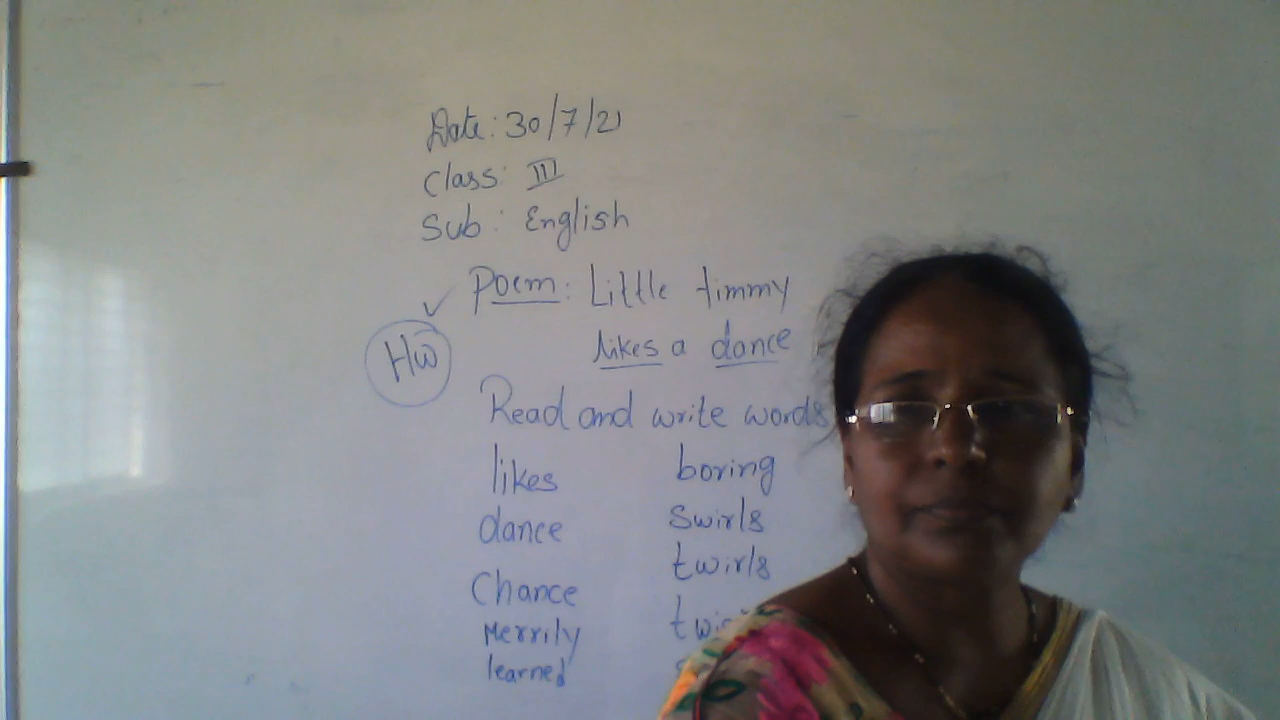 Date: 30/7/21
Class: III
Sub: English
Poem: Little timmy
likes a dance
HW
Read and write words
likes boring
dance swirls
twirls
Chance
Merrily
learned